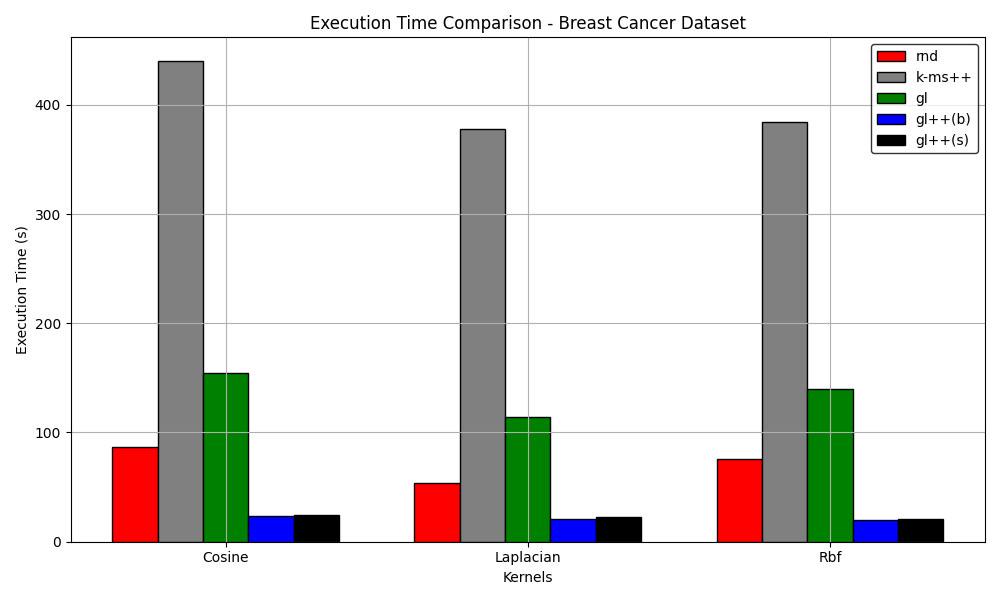 Execution Time Comparison - Breast Cancer Dataset
rnd
k-ms++
gl
gl++(b)
gl++(s)
Execution Time (s)
400
300
200
100
0
Cosine
Laplacian
Rbf
Kernels